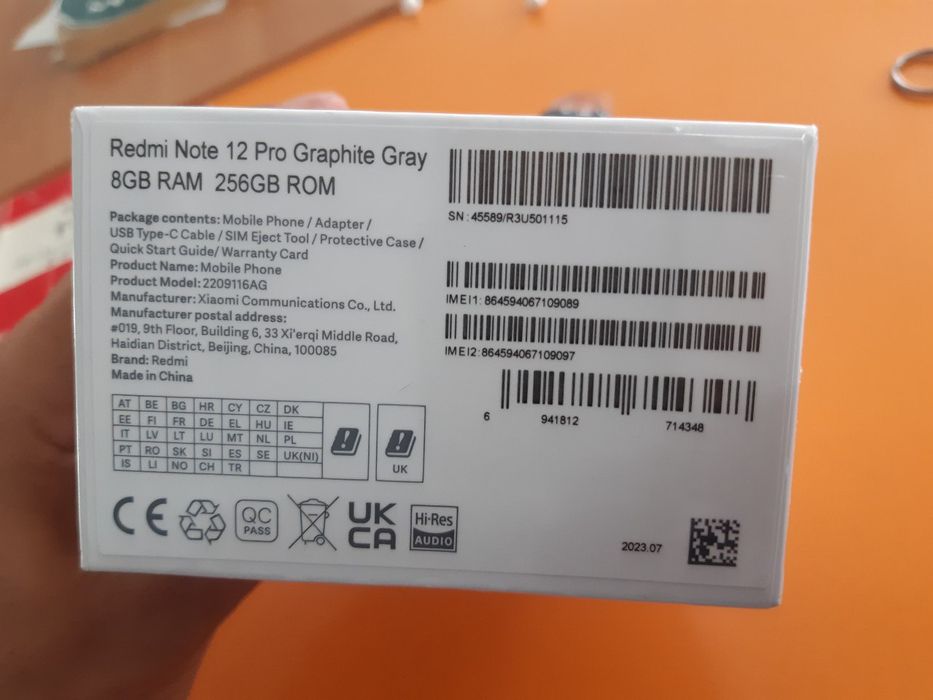 Redmi Note 12 Pro Graphite Gray
8GB RAM 256GB ROM
Package contents: Mobile Phone / Adapter /
USB Type-C Cable / SIM Eject Tool / Protective Case /
Quick Start Guide/ Warranty Card
Product Name: Mobile Phone
Product Model: 2209116AG
Manufacturer: Xiaomi Communications Co., Ltd.
Manufacturer postal address:
#019, 9th Floor, Building 6, 33 Xi'erqi Middle Road,
Haidian District, Beijing, China, 100085
Brand: Redmi
Made in China
AT BE BG HR CY CZ DK
EE FI FR DE EL HU IE
IT LV LT LU MT NL PL
PT RO SK SI ES SE UK(NI)
IS LI NO CH TR
UK
CE
QC
PASS
UK
CA
Hi-Res
AUDIO
SN: 45589/R3U501115
IMEI1: 864594067109089
IMEI2: 864594067109097
6 941812 714348
2023.07